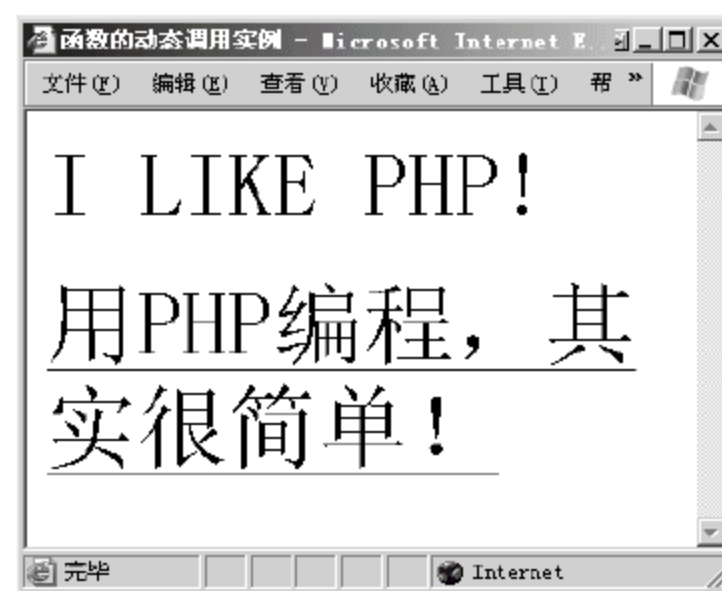 函数的动态调用实例 - Microsoft Internet E...
文件(F) 编辑(E) 查看(V) 收藏(A) 工具(T) 帮 »
I LIKE PHP!
用PHP编程，其
实很简单！
完毕 Internet